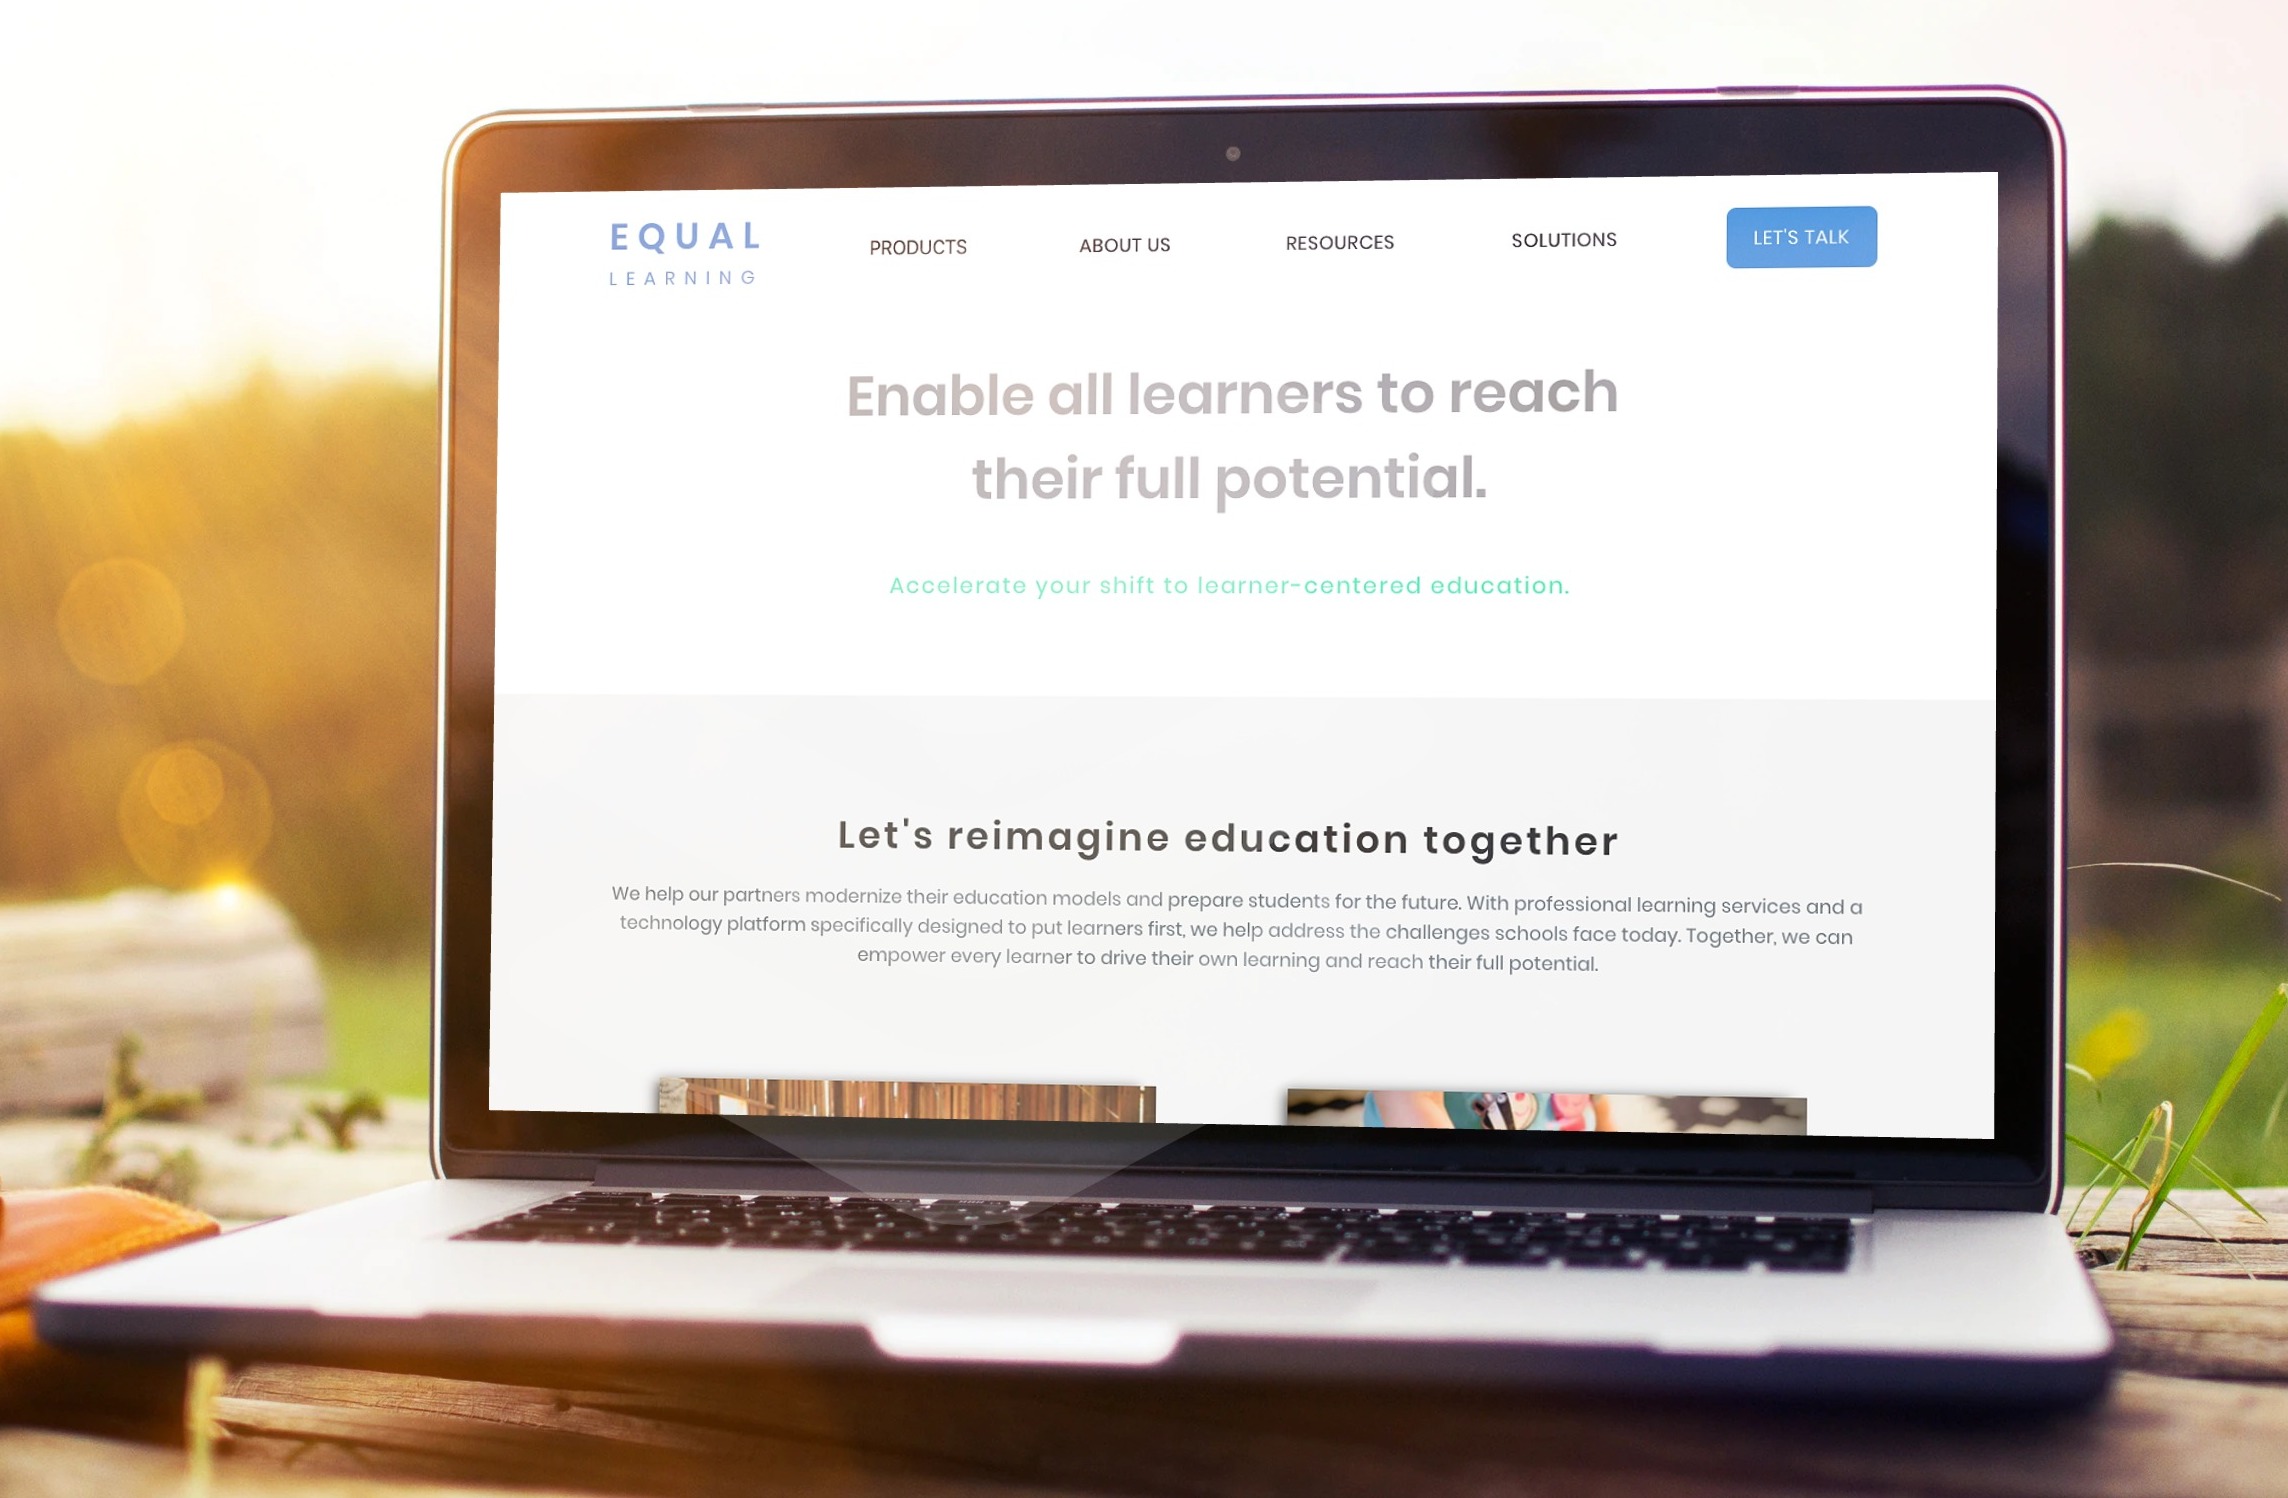 EQUAL
LEARNING
PRODUCTS
ABOUT US
RESOURCES
SOLUTIONS
LET'S TALK
Enable all learners to reach
their full potential.
Accelerate your shift to learner-centered education.
Let's reimagine education together
We help our partners modernize their education models and prepare students for the future. With professional learning services and a
technology platform specifically designed to put learners first, we help address the challenges schools face today. Together, we can
empower every learner to drive their own learning and reach their full potential.